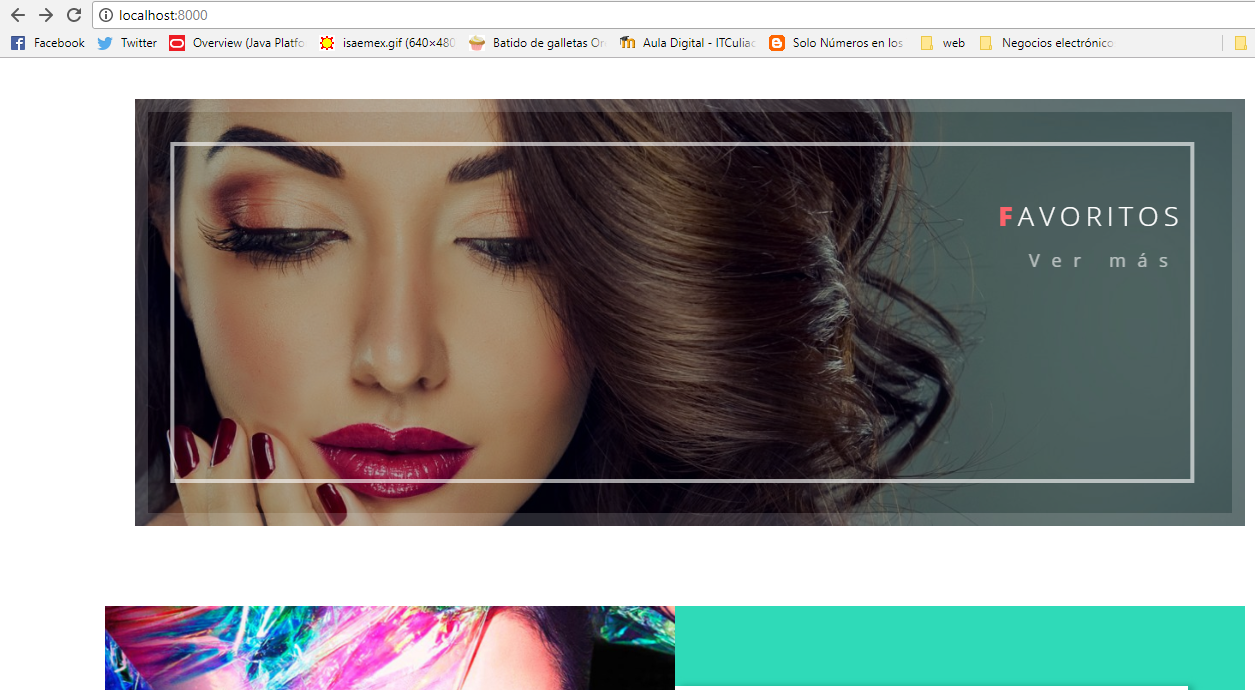 localhost:8000
Facebook Twitter Overview (Java Platfo isaemex.gif (640×480 Batido de galletas Or Aula Digital - ITCuliac Solo Números en los web Negocios electrónico
FAVORITOS
Ver más